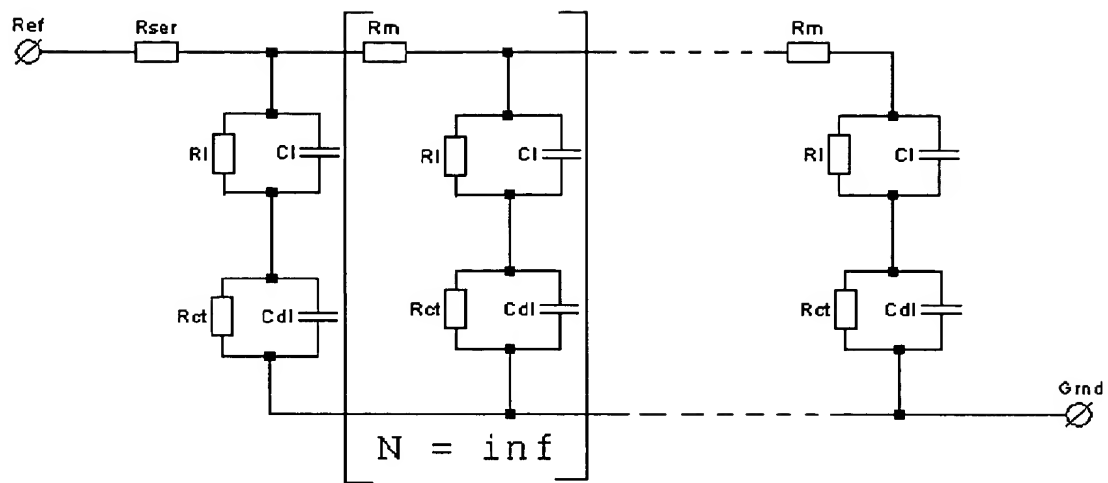 Ref
Rser
Rm
Rm
Rl
Cl
Rl
Cl
Rl
Cl
Rct
Cdl
Rct
Cdl
Rct
Cdl
Grnd
N = inf